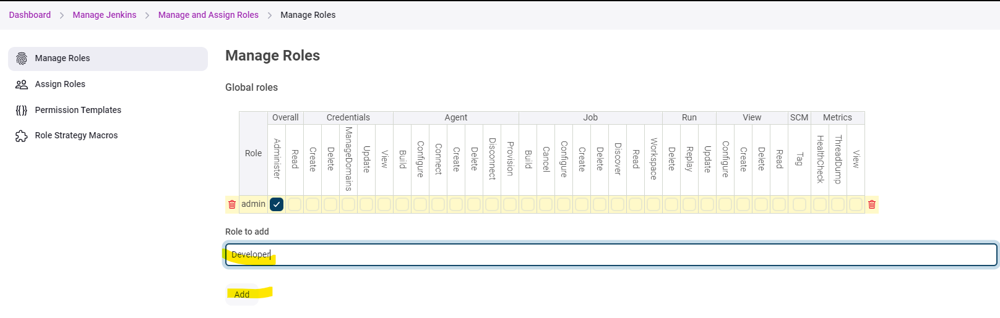 Dashboard > Manage Jenkins > Manage and Assign Roles > Manage Roles
Manage Roles
Assign Roles
Permission Templates
Role Strategy Macros
Manage Roles
Global roles
Role Overall Credentials Agent Job Run View SCM Metrics
Administer Read Create Delete ManageDomains Update View Build Configure Connect Create Delete Disconnect Provision Build Cancel Configure Create Delete Discover Read Workspace Delete Replay Update Configure Create Delete Read Tag HealthCheck ThreadDump View
admin
Role to add
Developer
Add